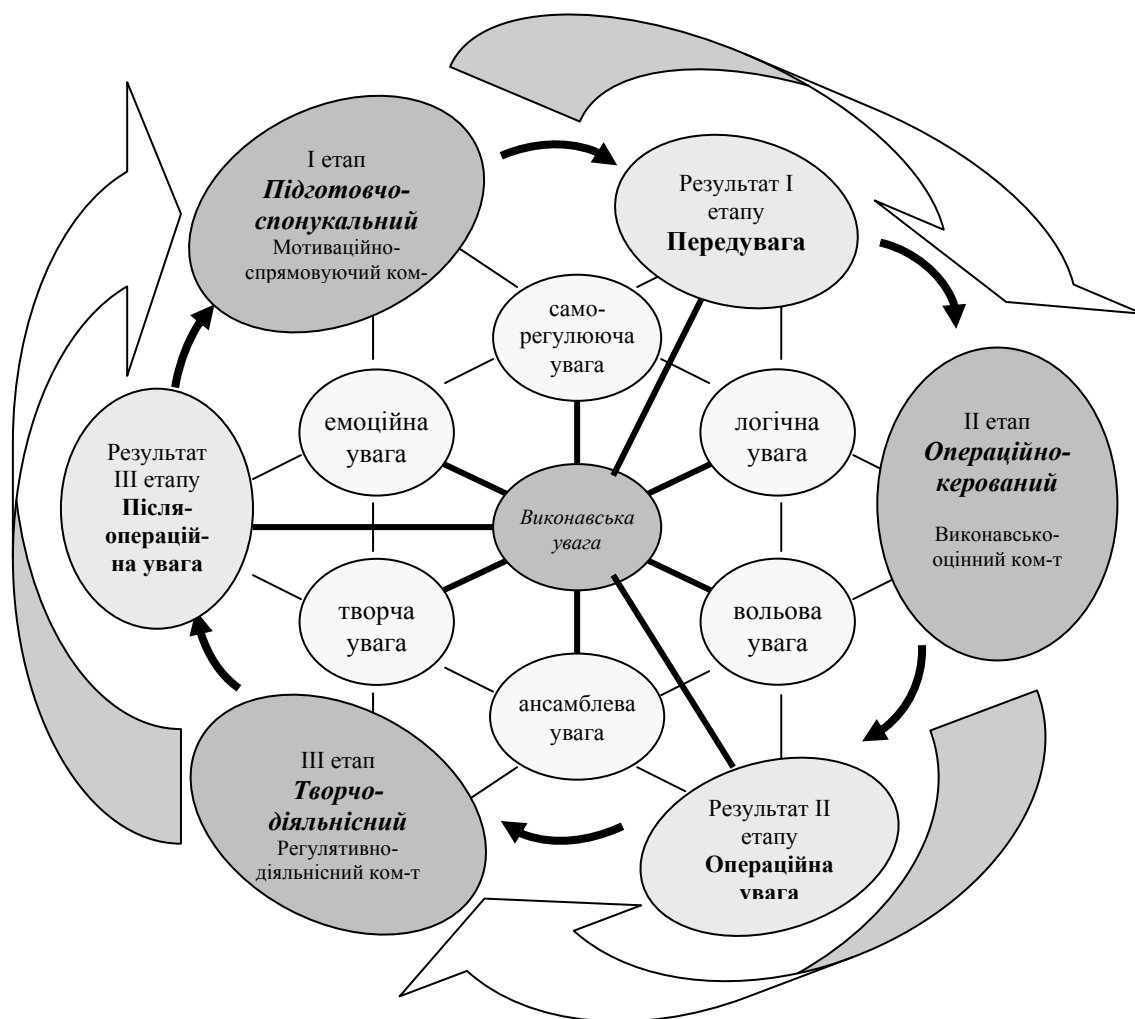 І етап
Підготовчо-
спонукальний
Мотиваційно-
спрямовуючий ком-
Результат І
етапу
Передувага
само-
регулююча
увага
емоційна
увага
логічна
увага
ІІ етап
Операційно-
керований
Виконавсько-
оцінний ком-т
Результат
ІІІ етапу
Після-
операцій-
на увага
Виконавська
увага
творча
увага
вольова
увага
ансамблева
увага
ІІІ етап
Творчо-
діяльнісний
Регулятивно-
діяльнісний ком-т
Результат ІІ
етапу
Операційна
увага